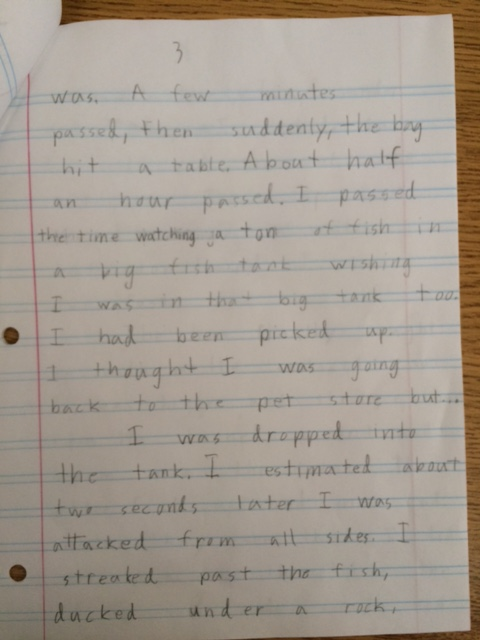 3
was. A few minutes
passed, then suddenly, the bag
hit a table. About half
an hour passed. I passed
the time watching a ton of fish in
a big fish tank wishing
I was in that big tank too.
I had been picked up.
I thought I was going
back to the pet store but...
I was dropped into
the tank. I estimated about
two seconds later I was
attacked from all sides. I
streaked past the fish,
ducked under a rock,